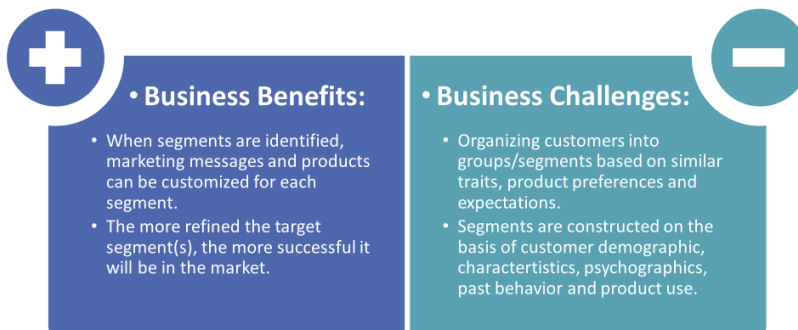 • Business Benefits:
• When segments are identified,
marketing messages and products
can be customized for each
segment.
• The more refined the target
segment(s), the more successful it
will be in the market.
• Business Challenges:
• Organizing customers into
groups/segments based on similar
traits, product preferences and
expectations.
• Segments are constructed on the
basis of customer demographic,
charactertistics, psychographics,
past behavior and product use.